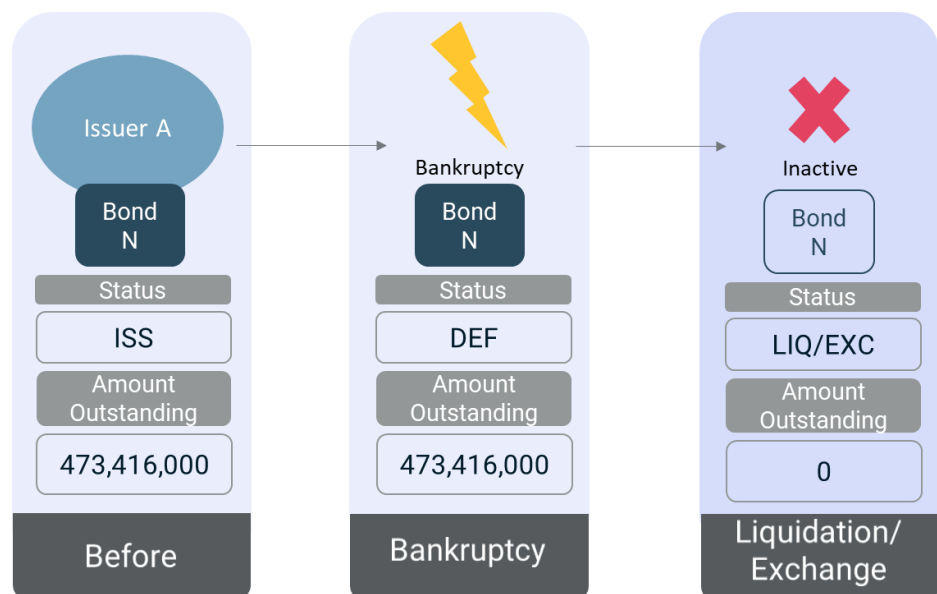 Issuer A
Bond
N
Status
ISS
Amount
Outstanding
473,416,000
Before
Bankruptcy
Bond
N
Status
DEF
Amount
Outstanding
473,416,000
Bankruptcy
Inactive
Bond
N
Status
LIQ/EXC
Amount
Outstanding
0
Liquidation/
Exchange